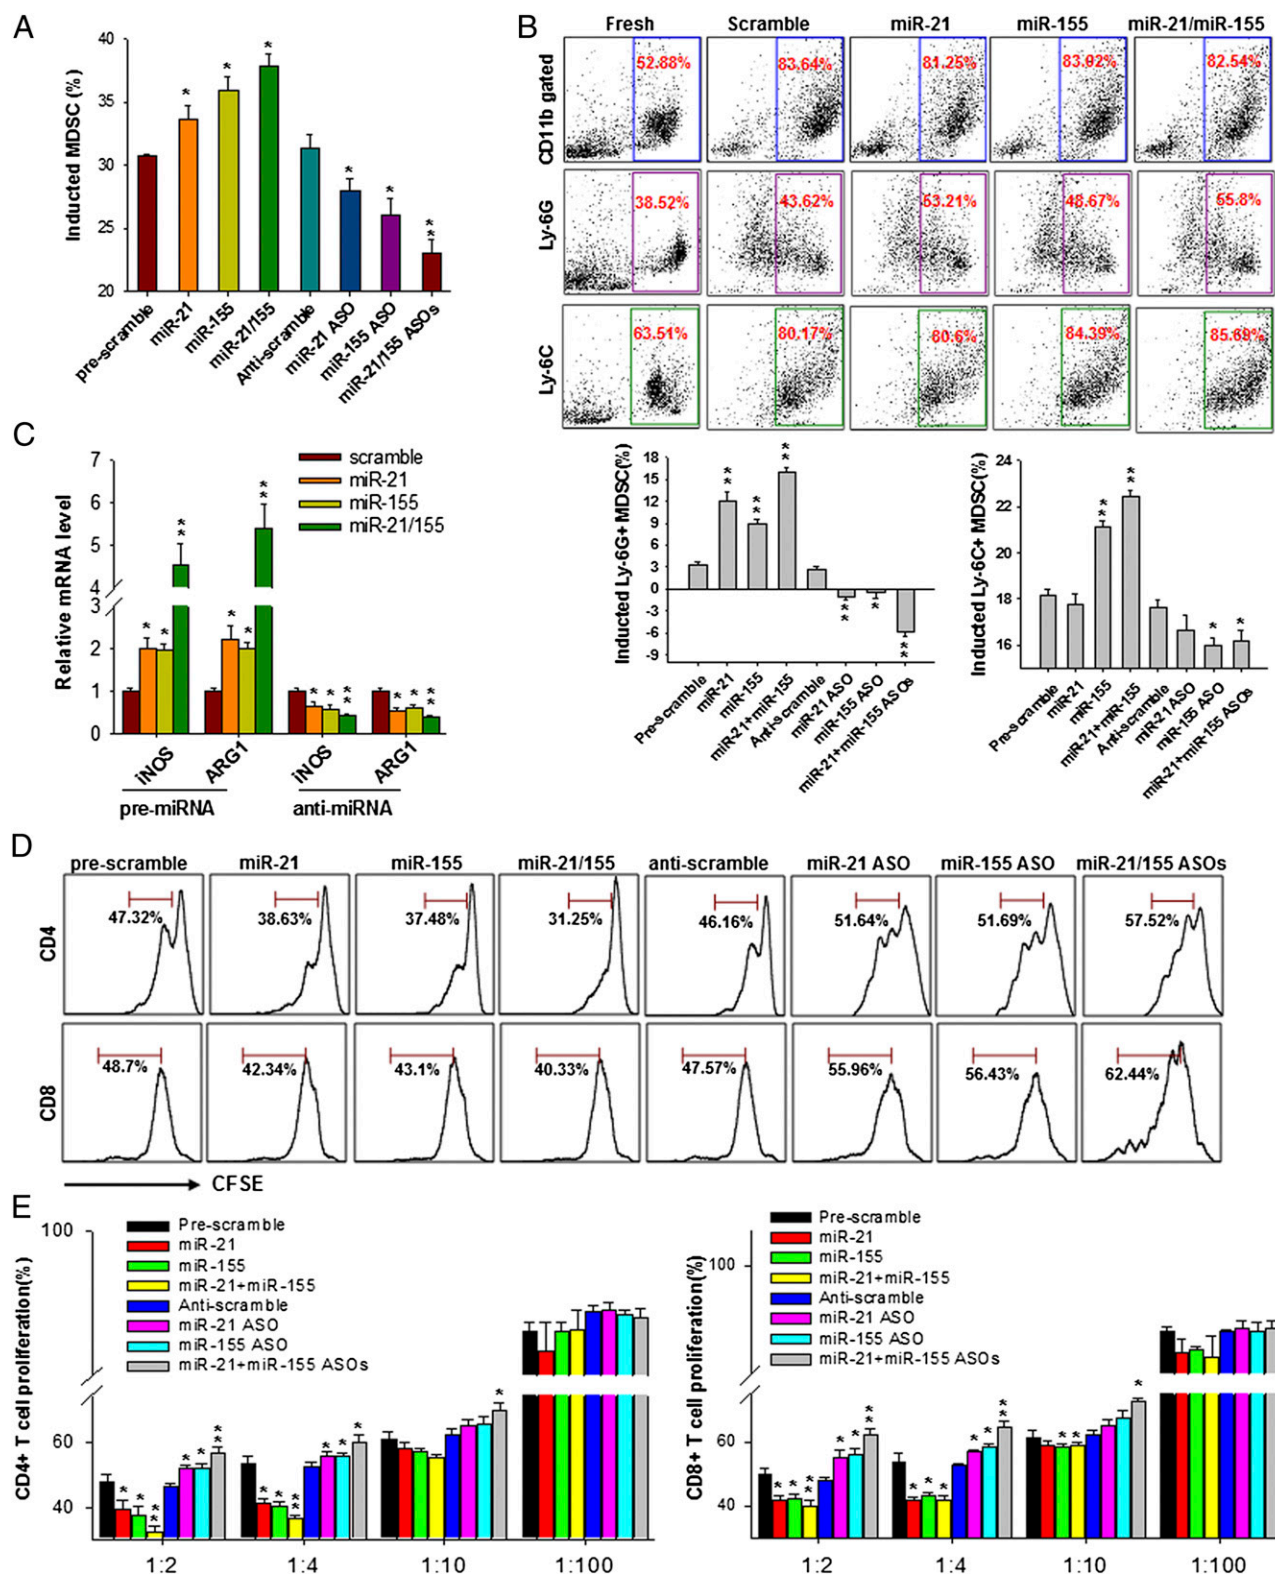 A
Inducted MDSC (%)
40
35
30
25
20
* * * * * **
pre-scramble
miR-21
miR-155
miR-21/155
Anti-scramble
miR-21 ASO
miR-155 ASO
miR-21/155 ASOs
B
Fresh Scramble miR-21 miR-155 miR-21/miR-155
CD11b gated
52.88% 83.64% 81.25% 83.02% 82.54%
Ly-6G
38.52% 43.62% 53.21% 48.67% 55.8%
Ly-6C
63.51% 80.17% 80.6% 84.39% 85.69%
Inducted Ly-6G+ MDSC(%)
18
15
12
9
6
3
0
-3
-6
-9
** ** ** ** * **
Pre-scramble
miR-21
miR-155
miR-21+miR-155
Anti-scramble
miR-21 ASO
miR-155 ASO
miR-21+miR-155 ASOs
Inducted Ly-6C+ MDSC(%)
24
22
20
18
16
** ** * *
Pre-scramble
miR-21
miR-155
miR-21+miR-155
Anti-scramble
miR-21 ASO
miR-155 ASO
miR-21+miR-155 ASOs
C
Relative mRNA level
7
6
5
4
3
2
1
0
scramble
miR-21
miR-155
miR-21/155
* * ** * * ** * * ** * * **
iNOS ARG1 iNOS ARG1
pre-miRNA anti-miRNA
D
pre-scramble miR-21 miR-155 miR-21/155 anti-scramble miR-21 ASO miR-155 ASO miR-21/155 ASOs
CD4
47.32% 38.63% 37.48% 31.25% 46.16% 51.64% 51.69% 57.52%
CD8
48.7% 42.34% 43.1% 40.33% 47.57% 55.96% 56.43% 62.44%
CFSE
E
CD4+ T cell proliferation(%)
100
60
40
Pre-scramble
miR-21
miR-155
miR-21+miR-155
Anti-scramble
miR-21 ASO
miR-155 ASO
miR-21+miR-155 ASOs
* * ** * * ** * * ** * * * *
1:2 1:4 1:10 1:100
CD8+ T cell proliferation(%)
100
60
40
Pre-scramble
miR-21
miR-155
miR-21+miR-155
Anti-scramble
miR-21 ASO
miR-155 ASO
miR-21+miR-155 ASOs
* * ** * * ** * * * * * ** * * *
1:2 1:4 1:10 1:100